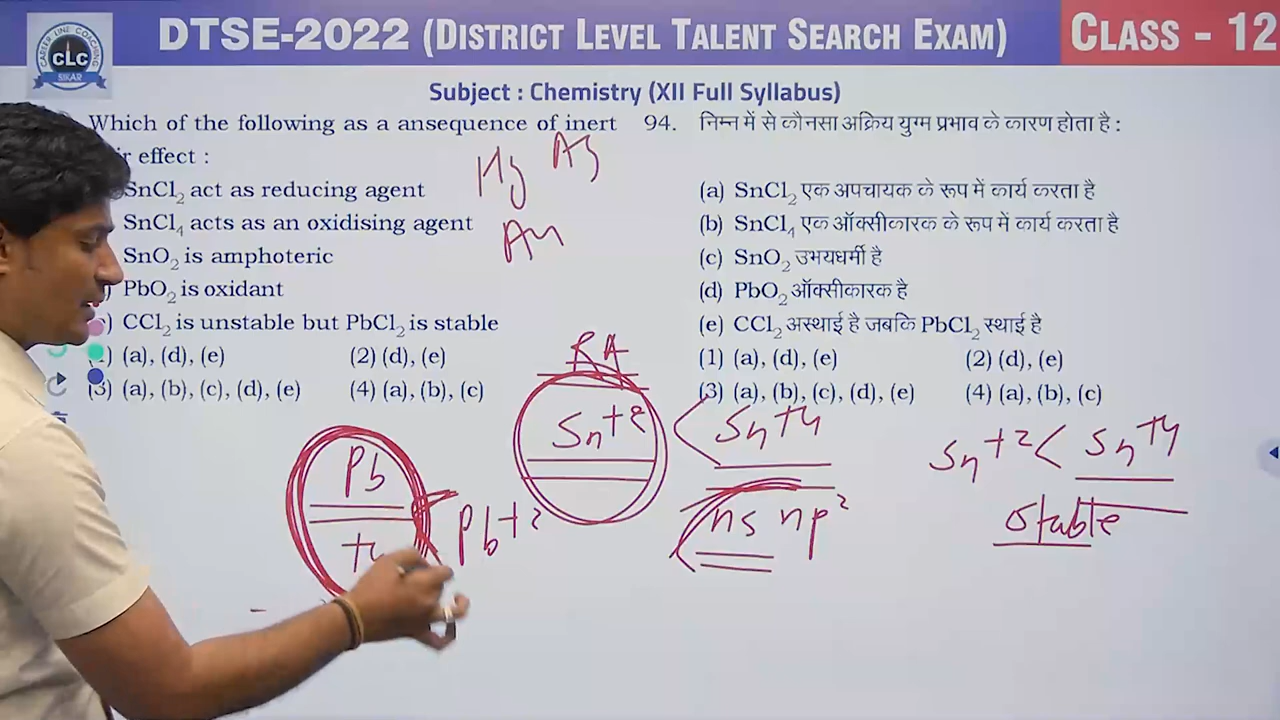 DTSE-2022 (DISTRICT LEVEL TALENT SEARCH EXAM)
CLASS - 12
CAREER LINE COACHING
CLC
SIKAR
Subject : Chemistry (XII Full Syllabus)
Which of the following as a ansequence of inert
effect :
SnCl₂ act as reducing agent
SnCl₄ acts as an oxidising agent
SnO₂ is amphoteric
PbO₂ is oxidant
CCl₂ is unstable but PbCl₂ is stable
(a), (d), (e)
(2) (d), (e)
(3) (a), (b), (c), (d), (e)
(4) (a), (b), (c)
94. निम्न में से कौनसा अक्रिय युग्म प्रभाव के कारण होता है :
(a) SnCl₂ एक अपचायक के रूप में कार्य करता है
(b) SnCl₄ एक ऑक्सीकारक के रूप में कार्य करता है
(c) SnO₂ उभयधर्मी है
(d) PbO₂ ऑक्सीकारक है
(e) CCl₂ अस्थाई है जबकि PbCl₂ स्थाई है
(1) (a), (d), (e)
(2) (d), (e)
(3) (a), (b), (c), (d), (e)
(4) (a), (b), (c)
Hg Ag
Au
RA
Sn+2 < Sn+4
Sn+2 < Sn+4
stable
ns np²
Pb
+4
Pb+2